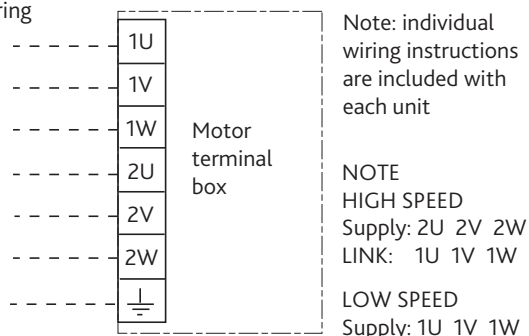 1U
1V
1W
2U
2V
2W
Motor
terminal
box
Note: individual
wiring instructions
are included with
each unit
NOTE
HIGH SPEED
Supply: 2U 2V 2W
LINK: 1U 1V 1W
LOW SPEED
Supply: 1U 1V 1W